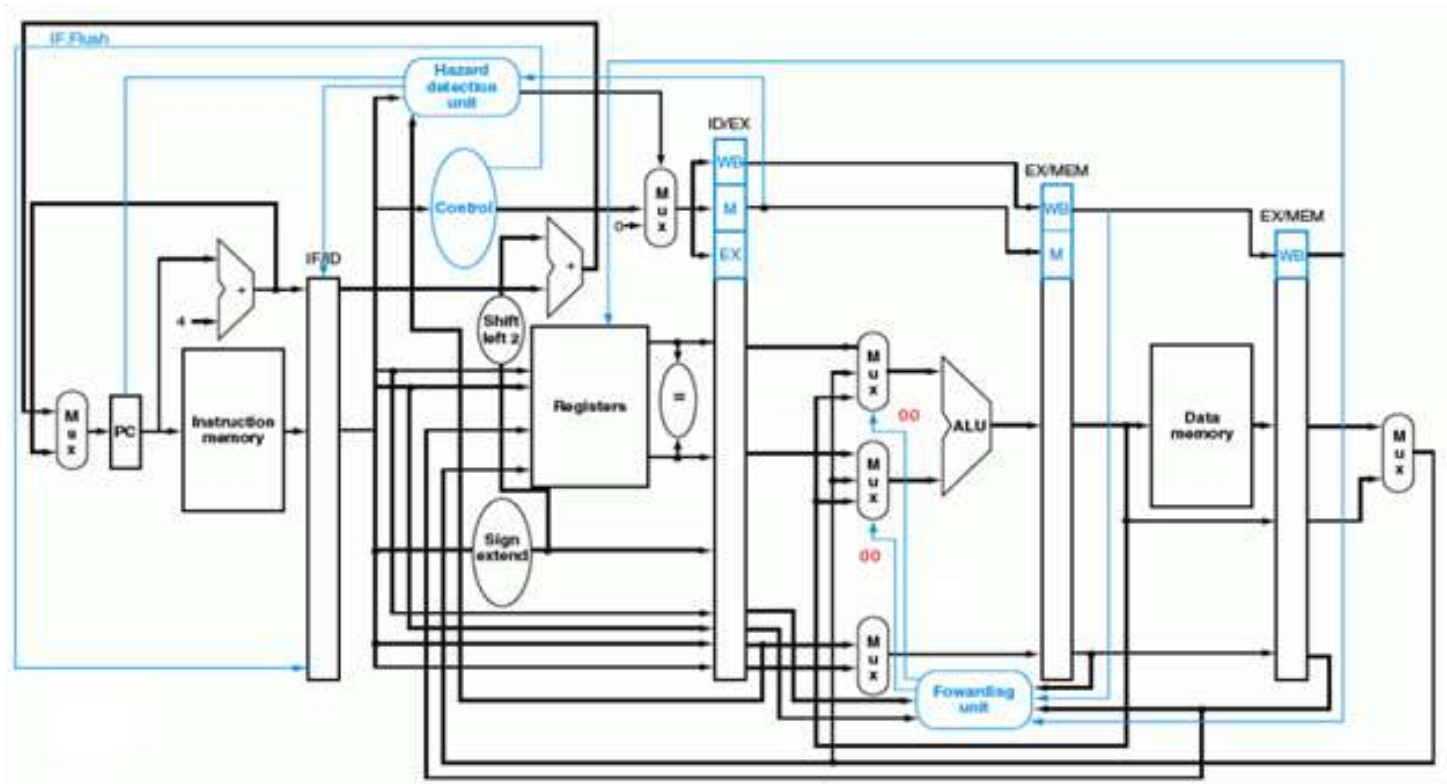 IF.Flush
Hazard
detection
unit
ID/EX
WB
EX/MEM
M
u
x
Control
M
WB
EX/MEM
0
IF/ID
+
EX
M
WB
+
4
Shift
left 2
M
u
x
M
u
x
PC
Instruction
memory
Registers
=
00
ALU
Data
memory
M
u
x
M
u
x
Sign
extend
00
M
u
x
Fowarding
unit